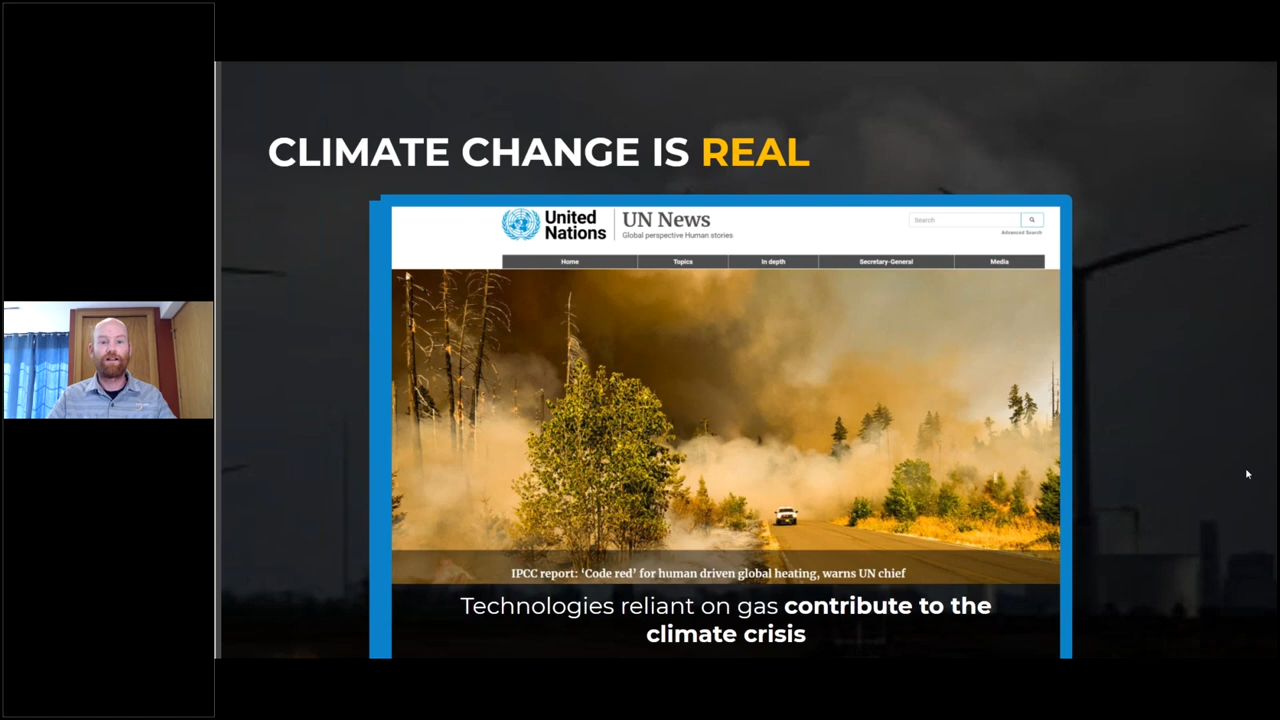 CLIMATE CHANGE IS REAL
United
Nations
UN News
Global perspective Human stories
Search
Advanced Search
Home Topics In depth Secretary-General Media
IPCC report: ‘Code red’ for human driven global heating, warns UN chief
Technologies reliant on gas contribute to the
climate crisis